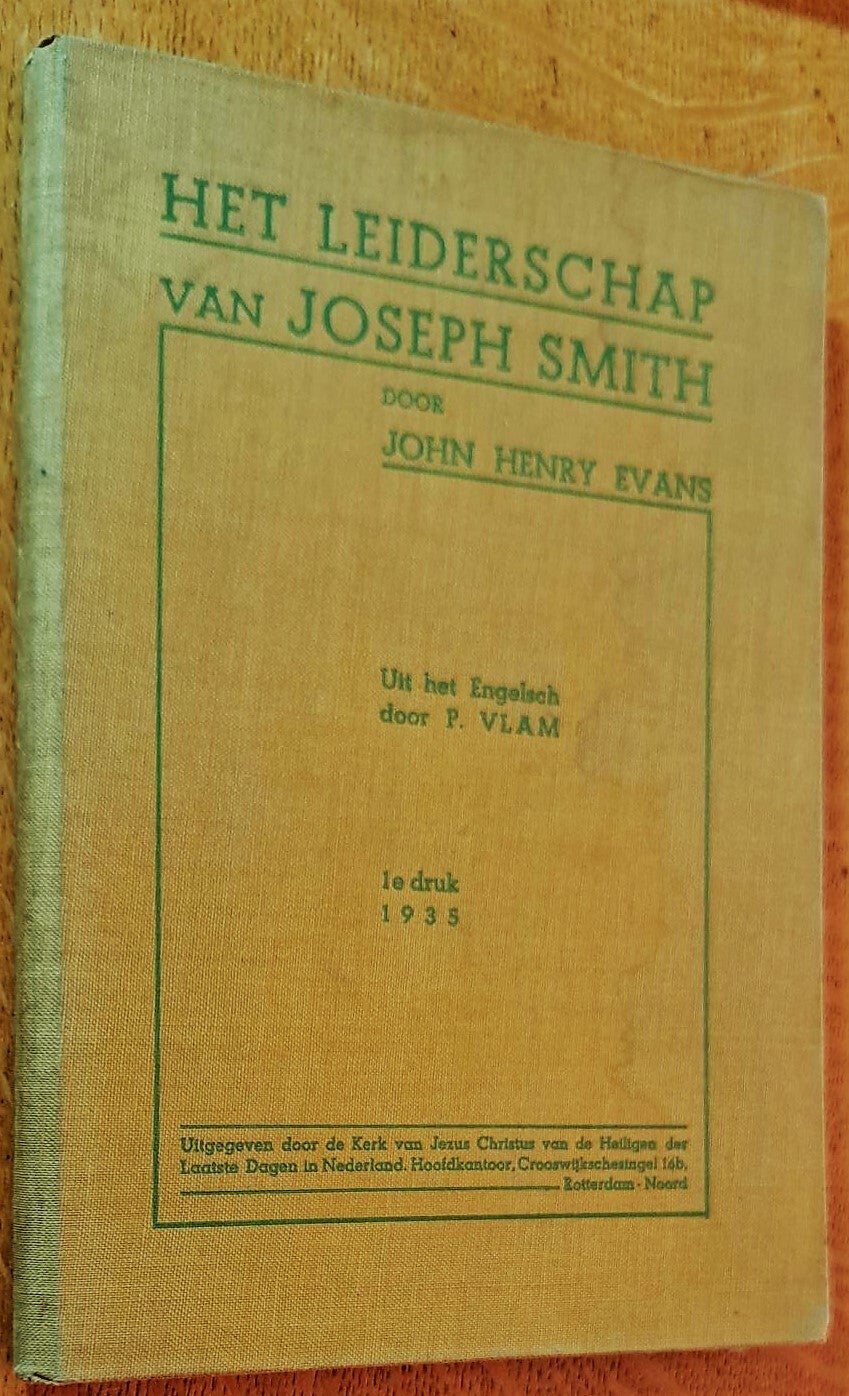 HET LEIDERSCHAP
VAN JOSEPH SMITH
DOOR
JOHN HENRY EVANS
Uit het Engelsch
door P. VLAM
1e druk
1935
Uitgegeven door de Kerk van Jezus Christus van de Heiligen der
Laatste Dagen in Nederland. Hoofdkantoor, Crooswijkschesingel 16b,
Rotterdam - Noord